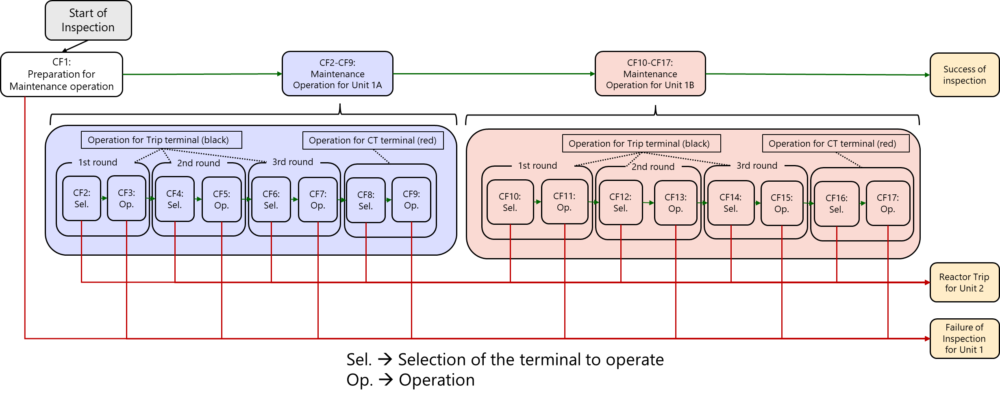 Start of
Inspection
CF1:
Preparation for
Maintenance operation
CF2-CF9:
Maintenance
Operation for Unit 1A
CF10-CF17:
Maintenance
Operation for Unit 1B
Success of
inspection
Operation for Trip terminal (black)
Operation for CT terminal (red)
1st round
2nd round
3rd round
CF2:
Sel.
CF3:
Op.
CF4:
Sel.
CF5:
Op.
CF6:
Sel.
CF7:
Op.
CF8:
Sel.
CF9:
Op.
Operation for Trip terminal (black)
Operation for CT terminal (red)
1st round
2nd round
3rd round
CF10:
Sel.
CF11:
Op.
CF12:
Sel.
CF13:
Op.
CF14:
Sel.
CF15:
Op.
CF16:
Sel.
CF17:
Op.
Reactor Trip
for Unit 2
Failure of
Inspection
for Unit 1
Sel. → Selection of the terminal to operate
Op. → Operation